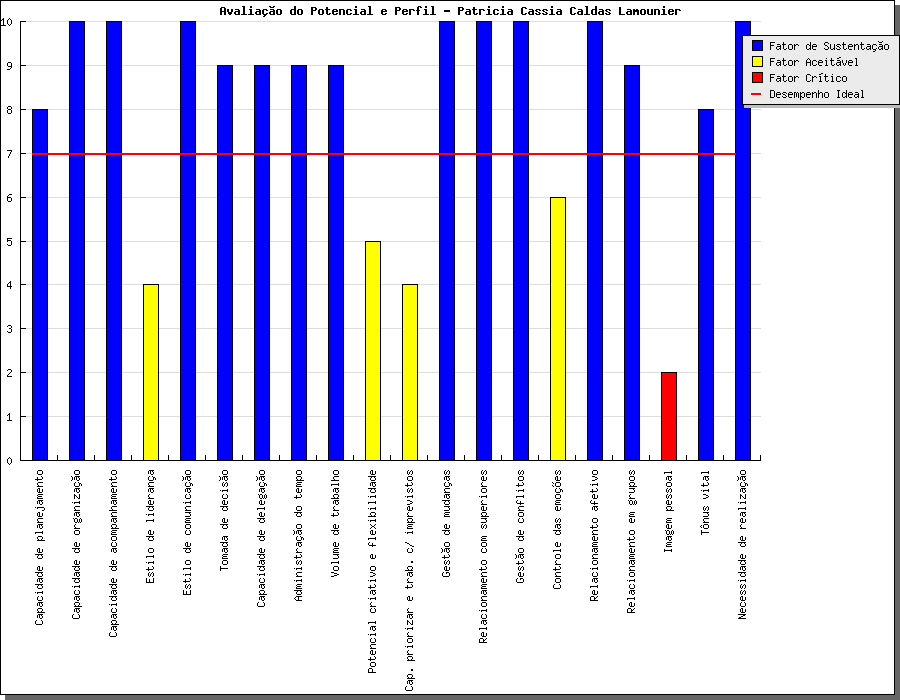 Avaliação do Potencial e Perfil - Patricia Cassia Caldas Lamounier
10
9
8
7
6
5
4
3
2
1
0
Fator de Sustentação
Fator Aceitável
Fator Crítico
Desempenho Ideal
Capacidade de planejamento
Capacidade de organização
Capacidade de acompanhamento
Estilo de liderança
Estilo de comunicação
Tomada de decisão
Capacidade de delegação
Administração do tempo
Volume de trabalho
Potencial criativo e flexibilidade
Cap. priorizar e trab. c/ imprevistos
Gestão de mudanças
Relacionamento com superiores
Gestão de conflitos
Controle das emoções
Relacionamento afetivo
Relacionamento em grupos
Imagem pessoal
Tônus vital
Necessidade de realização